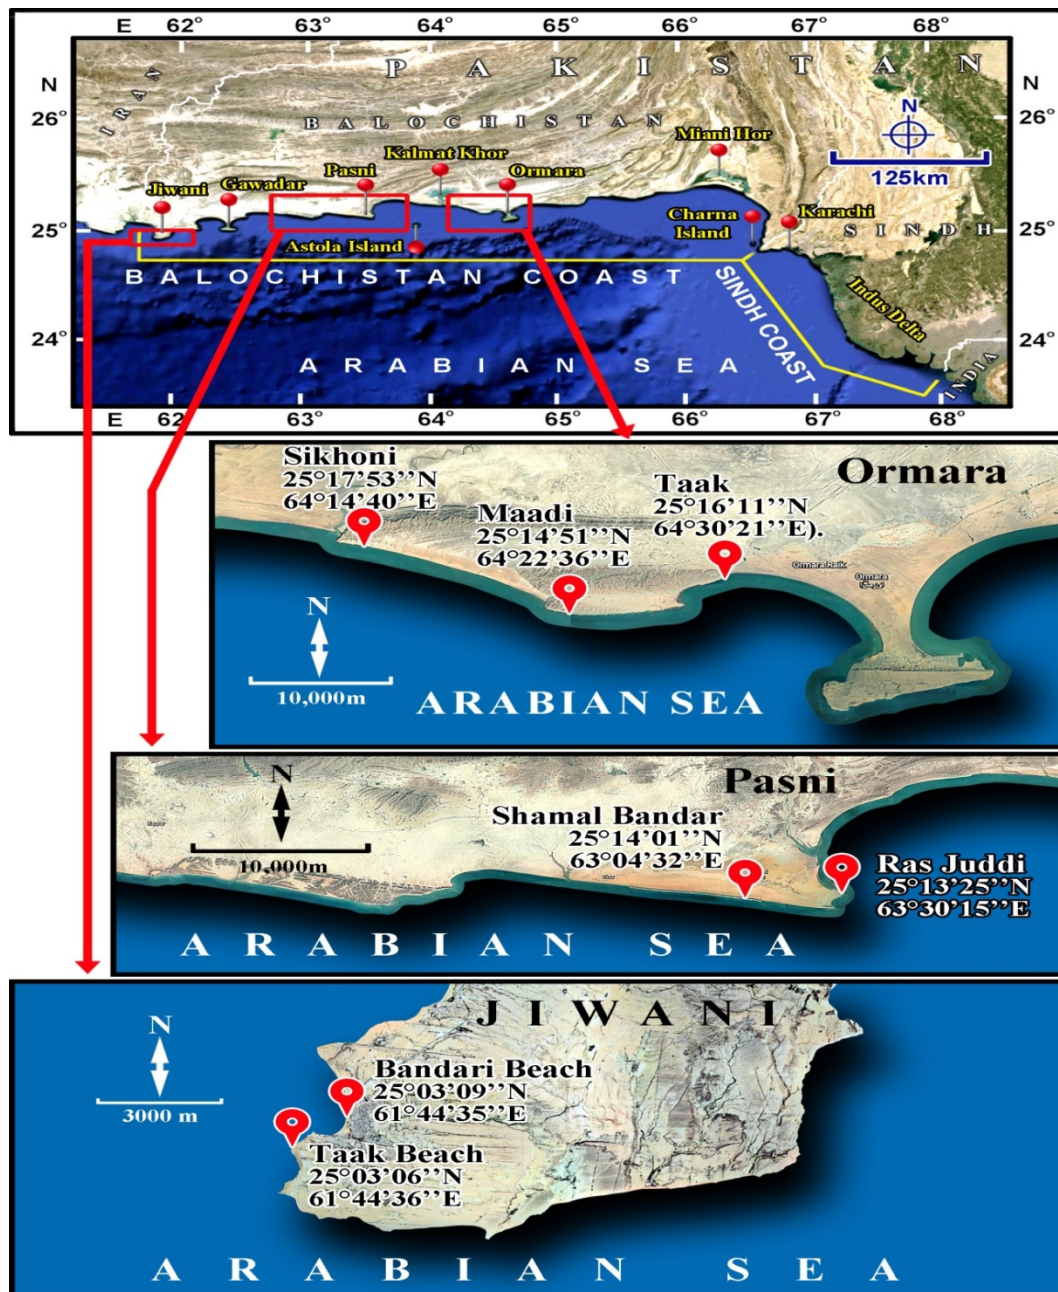 E 62° 63° 64° 65° 66° 67° 68°
N N
PAKISTAN
IRAN
26° 26°
BALOCHISTAN
N
125km
Miani Hor
Kalmat Khor
Pasni Ormara
Jiwani Gawadar
Charna Island Karachi
25° SINDH 25°
Astola Island
BALOCHISTAN COAST
SINDH COAST
Indus Delta
24° 24°
ARABIAN SEA
INDIA
E 62° 63° 64° 65° 66° 67° 68°
Ormara
Sikhoni
25°17'53''N
64°14'40''E
Maadi
25°14'51''N
64°22'36''E
Taak
25°16'11''N
64°30'21''E).
Ormara Raik
Ormara
N
10,000m
ARABIAN SEA
Pasni
N
10,000m
Shamal Bandar
25°14'01''N
63°04'32''E
Ras Juddi
25°13'25''N
63°30'15''E
ARABIAN SEA
JIWANI
N
3000 m
Bandari Beach
25°03'09''N
61°44'35''E
Taak Beach
25°03'06''N
61°44'36''E
ARABIAN SEA